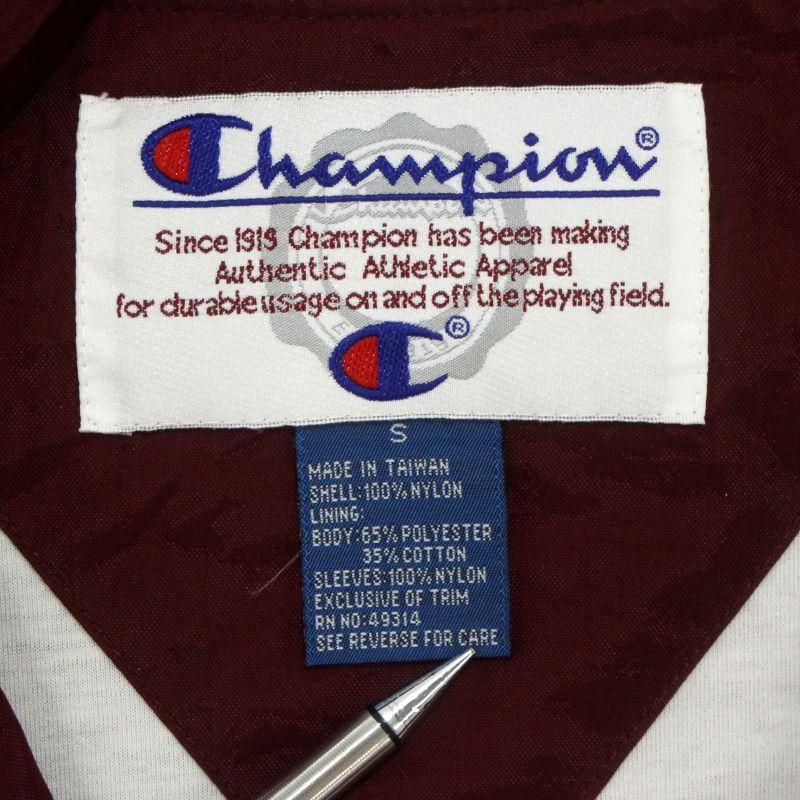 Champion®
Since 1919 Champion has been making
Authentic Athletic Apparel
for durable usage on and off the playing field.
®
S
MADE IN TAIWAN
SHELL: 100% NYLON
LINING:
BODY: 65% POLYESTER
35% COTTON
SLEEVES: 100% NYLON
EXCLUSIVE OF TRIM
RN NO: 49314
SEE REVERSE FOR CARE